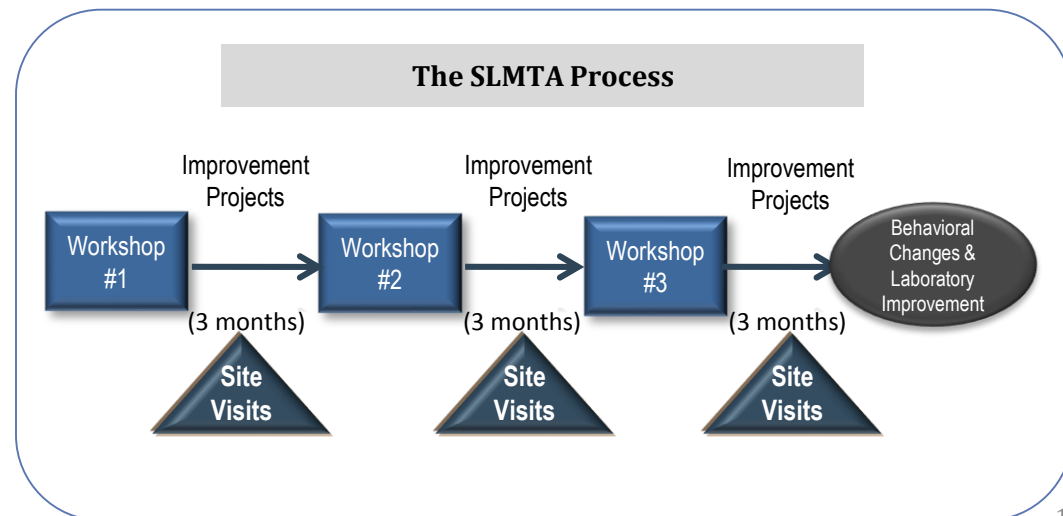 The SLMTA Process
Improvement
Projects
Improvement
Projects
Improvement
Projects
Workshop
#1
Workshop
#2
Workshop
#3
Behavioral
Changes &
Laboratory
Improvement
(3 months)
(3 months)
(3 months)
Site
Visits
Site
Visits
Site
Visits